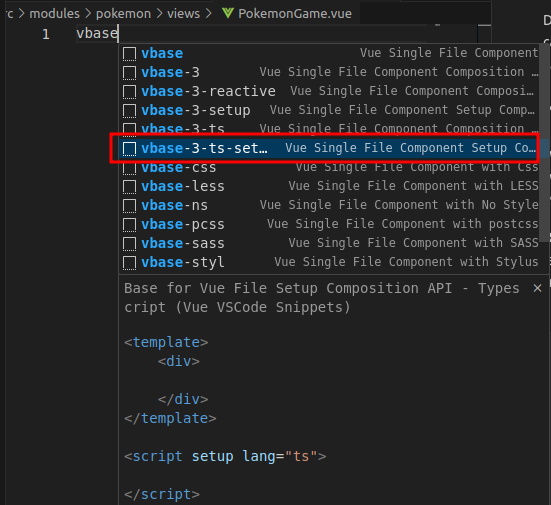 rc > modules > pokemon > views > PokemonGame.vue
1 vbase
vbase Vue Single File Component
vbase-3 Vue Single File Component Composition …
vbase-3-reactive Vue Single File Component Composi…
vbase-3-setup Vue Single File Component Setup Comp…
vbase-3-ts Vue Single File Component Composition …
vbase-3-ts-set… Vue Single File Component Setup Co…
vbase-css Vue Single File Component with Css
vbase-less Vue Single File Component with LESS
vbase-ns Vue Single File Component with No Style
vbase-pcss Vue Single File Component with postcss
vbase-sass Vue Single File Component with SASS
vbase-styl Vue Single File Component with Stylus
Base for Vue File Setup Composition API - Types
cript (Vue VSCode Snippets)
<template>
<div>
</div>
</template>
<script setup lang="ts">
</script>